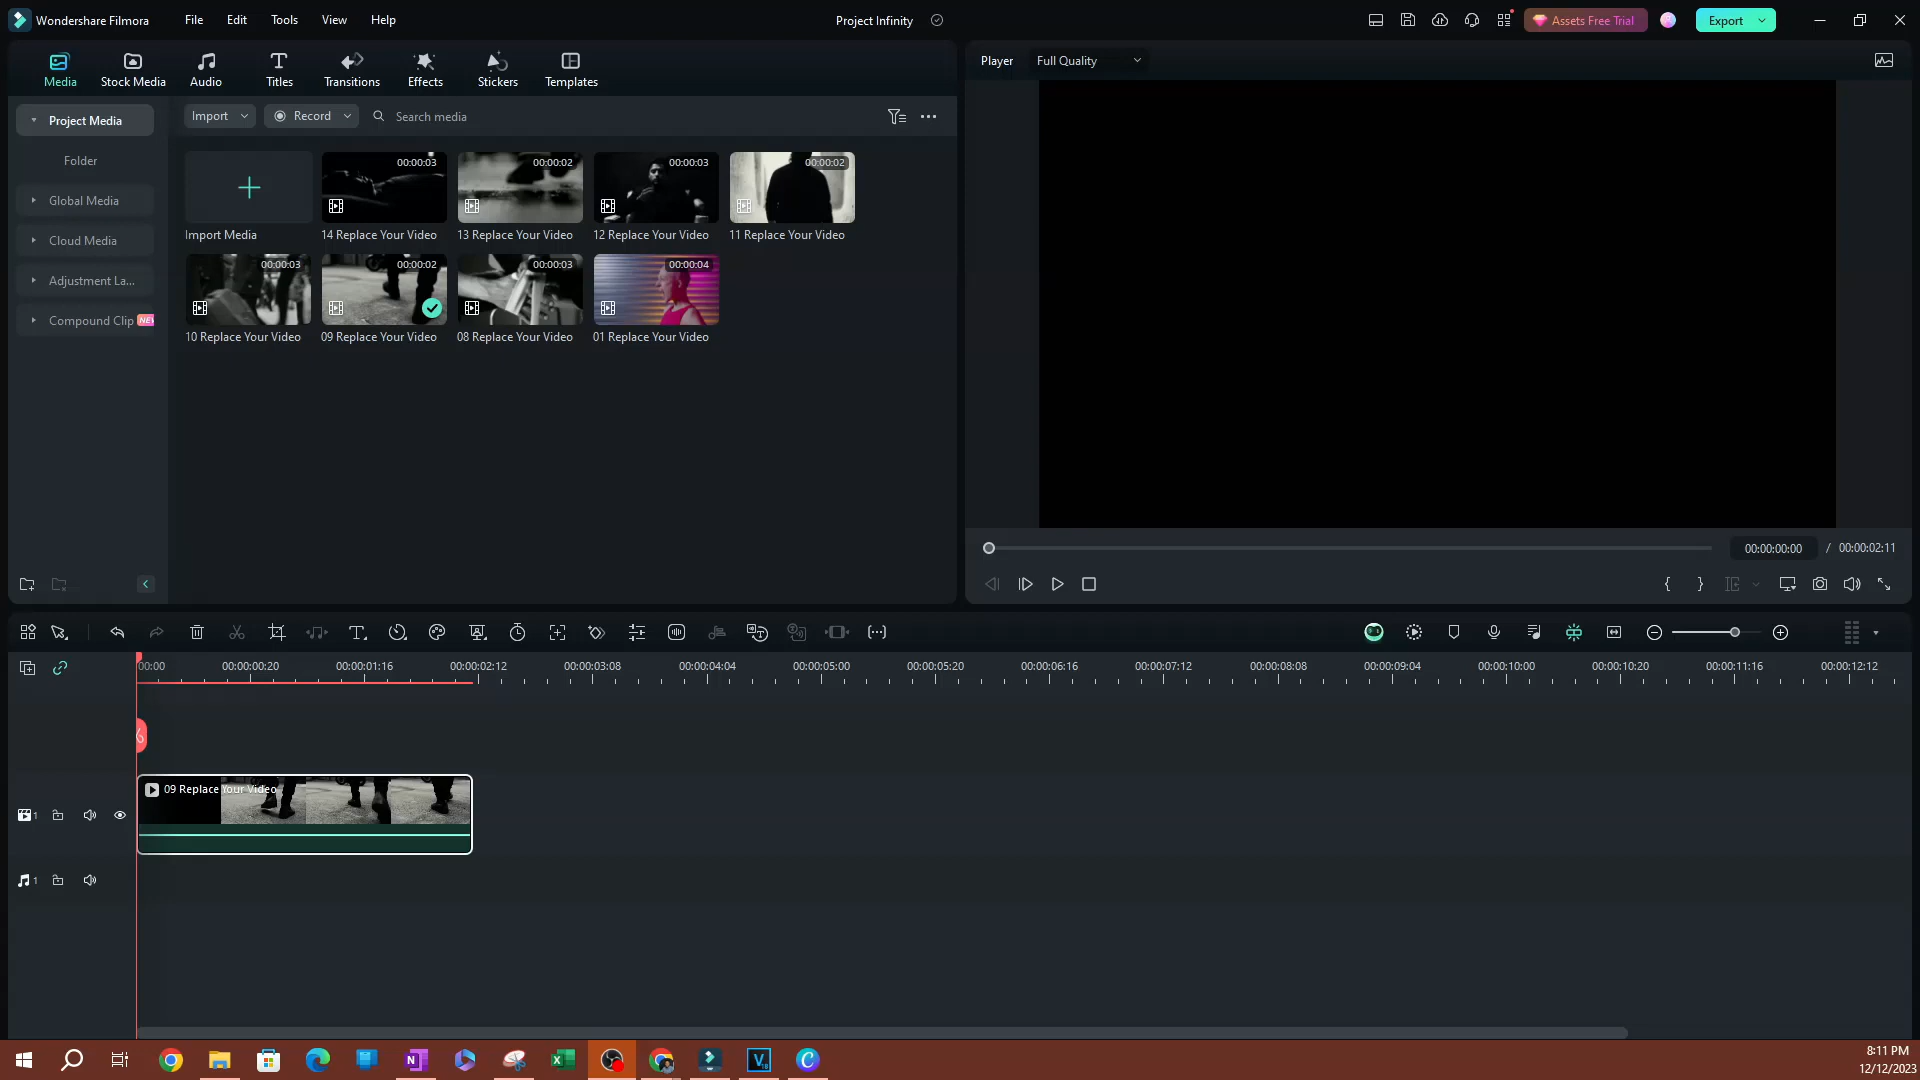 Wondershare Filmora
File
Edit
Tools
View
Help
Project Infinity
Assets Free Trial
Export
Media
Stock Media
Audio
Titles
Transitions
Effects
Stickers
Templates
Player
Full Quality
Project Media
Folder
Global Media
Cloud Media
Adjustment La...
Compound Clip
Import
Record
Search media
Import Media
00:00:03
14 Replace Your Video
00:00:02
13 Replace Your Video
00:00:03
12 Replace Your Video
00:00:02
11 Replace Your Video
00:00:03
10 Replace Your Video
00:00:02
09 Replace Your Video
00:00:03
08 Replace Your Video
00:00:04
01 Replace Your Video
00:00:00:00 / 00:00:02:11
00:00 00:00:00:20 00:00:01:16 00:00:02:12 00:00:03:08 00:00:04:04 00:00:05:00 00:00:05:20 00:00:06:16 00:00:07:12 00:00:08:08 00:00:09:04 00:00:10:00 00:00:10:20 00:00:11:16 00:00:12:12
09 Replace Your Video
1
1
8:11 PM
12/12/2023